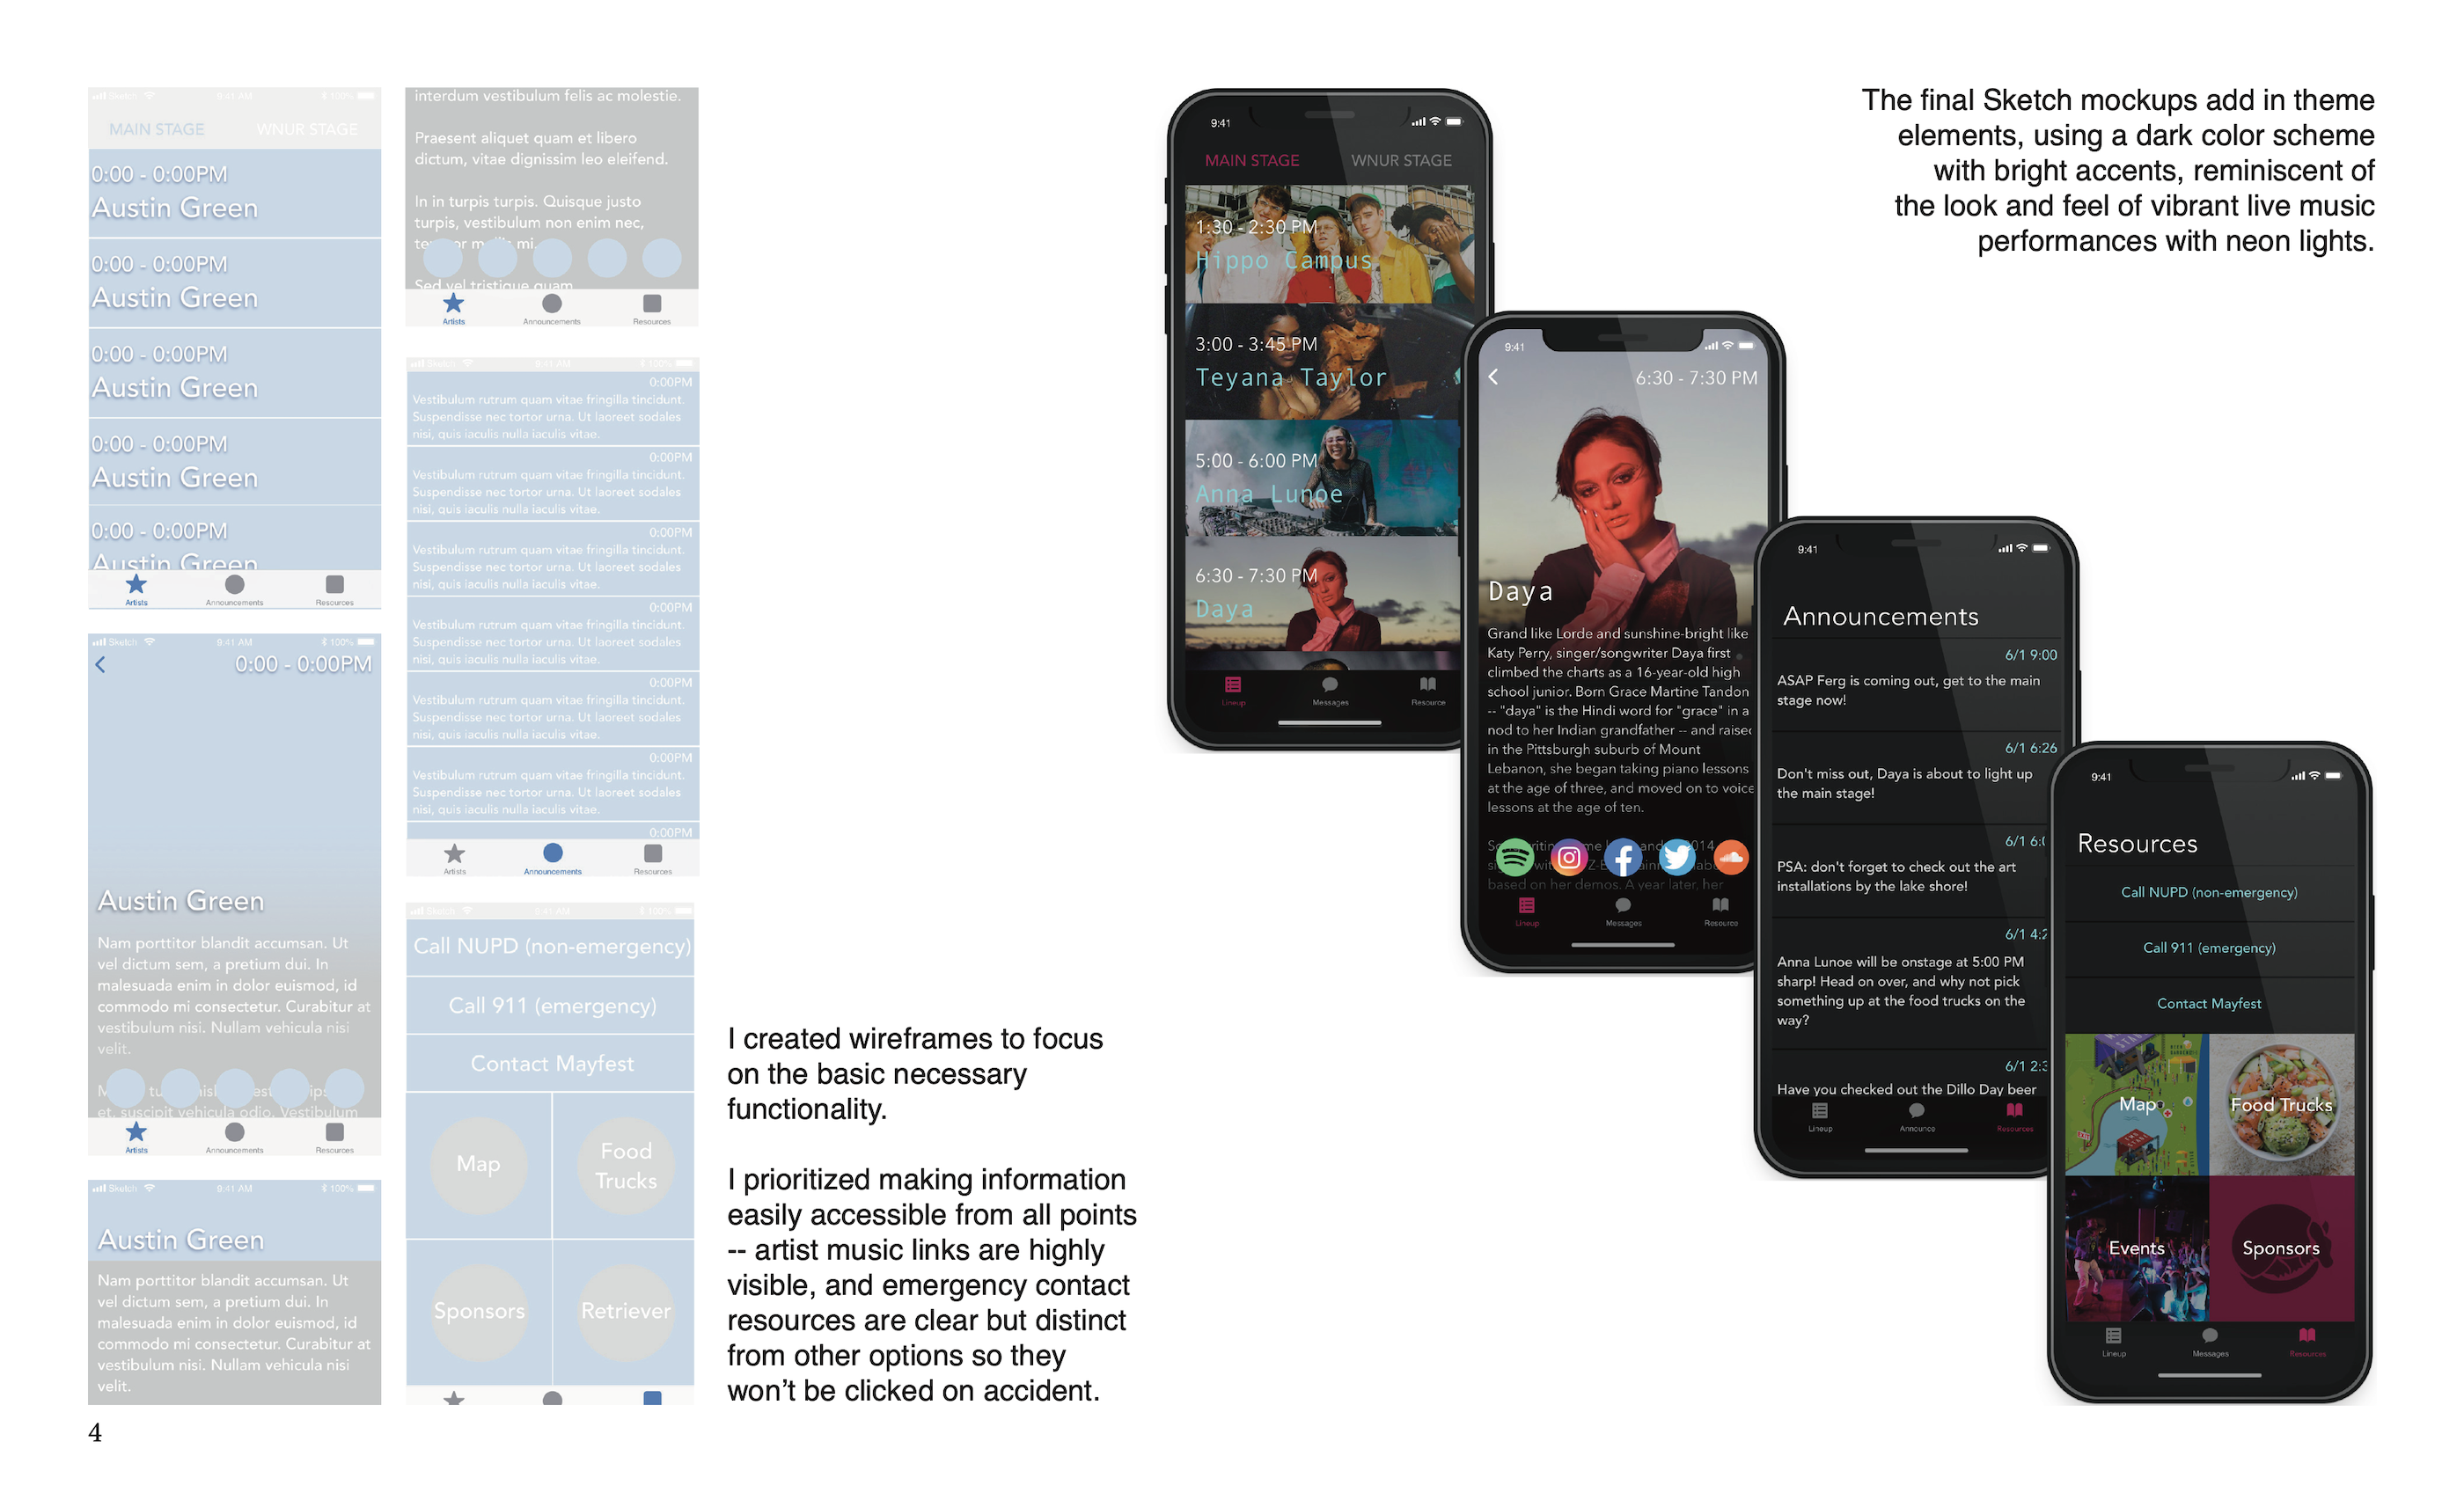 Sketch 9:41 AM 100%
MAIN STAGE WNUR STAGE
0:00 - 0:00PM
Austin Green
0:00 - 0:00PM
Austin Green
0:00 - 0:00PM
Austin Green
0:00 - 0:00PM
Austin Green
0:00 - 0:00PM
Austin Green
Artists Announcements Resources
Sketch 9:41 AM 100%
0:00 - 0:00PM
Austin Green
Nam porttitor blandit accumsan. Ut
vel dictum sem, a pretium dui. In
malesuada enim in dolor euismod, id
commodo mi consectetur. Curabitur at
vestibulum nisi. Nullam vehicula nisi
velit.
et, suscipit vehicula odio. Vestibulum
Artists Announcements Resources
Sketch 9:41 AM 100%
Austin Green
Nam porttitor blandit accumsan. Ut
vel dictum sem, a pretium dui. In
malesuada enim in dolor euismod, id
commodo mi consectetur. Curabitur at
vestibulum nisi. Nullam vehicula nisi
velit.
interdum vestibulum felis ac molestie.
Praesent aliquet quam et libero
dictum, vitae dignissim leo eleifend.
In in turpis turpis. Quisque justo
turpis, vestibulum non enim nec,
mi.
Sed vel tristique quam
Artists Announcements Resources
Sketch 9:41 AM 100%
0:00PM
Vestibulum rutrum quam vitae fringilla tincidunt.
Suspendisse nec tortor urna. Ut laoreet sodales
nisi, quis iaculis nulla iaculis vitae.
0:00PM
Vestibulum rutrum quam vitae fringilla tincidunt.
Suspendisse nec tortor urna. Ut laoreet sodales
nisi, quis iaculis nulla iaculis vitae.
0:00PM
Vestibulum rutrum quam vitae fringilla tincidunt.
Suspendisse nec tortor urna. Ut laoreet sodales
nisi, quis iaculis nulla iaculis vitae.
0:00PM
Vestibulum rutrum quam vitae fringilla tincidunt.
Suspendisse nec tortor urna. Ut laoreet sodales
nisi, quis iaculis nulla iaculis vitae.
0:00PM
Vestibulum rutrum quam vitae fringilla tincidunt.
Suspendisse nec tortor urna. Ut laoreet sodales
nisi, quis iaculis nulla iaculis vitae.
0:00PM
Vestibulum rutrum quam vitae fringilla tincidunt.
Suspendisse nec tortor urna. Ut laoreet sodales
nisi, quis iaculis nulla iaculis vitae.
0:00PM
Artists Announcements Resources
Sketch 9:41 AM 100%
Call NUPD (non-emergency)
Call 911 (emergency)
Contact Mayfest
Map
Food
Trucks
Sponsors
Retriever
I created wireframes to focus
on the basic necessary
functionality.
I prioritized making information
easily accessible from all points
-- artist music links are highly
visible, and emergency contact
resources are clear but distinct
from other options so they
won't be clicked on accident.
4
9:41
MAIN STAGE WNUR STAGE
1:30 - 2:30 PM
Hippo Campus
3:00 - 3:45 PM
Teyana Taylor
5:00 - 6:00 PM
Anna Lunoe
6:30 - 7:30 PM
Daya
Lineup Messages Resource
9:41
6:30 - 7:30 PM
Daya
Grand like Lorde and sunshine-bright like
Katy Perry, singer/songwriter Daya first
climbed the charts as a 16-year-old high
school junior. Born Grace Martine Tandon
-- "daya" is the Hindi word for "grace" in a
nod to her Indian grandfather -- and raised
in the Pittsburgh suburb of Mount
Lebanon, she began taking piano lessons
at the age of three, and moved on to voice
lessons at the age of ten.
based on her demos. A year later, her
Lineup Messages Resource
9:41
Announcements
6/1 9:00
ASAP Ferg is coming out, get to the main
stage now!
6/1 6:26
Don't miss out, Daya is about to light up
the main stage!
6/1 6:0
PSA: don't forget to check out the art
installations by the lake shore!
6/1 4:2
Anna Lunoe will be onstage at 5:00 PM
sharp! Head on over, and why not pick
something up at the food trucks on the
way?
6/1 2:3
Have you checked out the Dillo Day beer
Lineup Announce Resources
9:41
Resources
Call NUPD (non-emergency)
Call 911 (emergency)
Contact Mayfest
Map
Food Trucks
Events
Sponsors
Lineup Messages Resources
The final Sketch mockups add in theme
elements, using a dark color scheme
with bright accents, reminiscent of
the look and feel of vibrant live music
performances with neon lights.